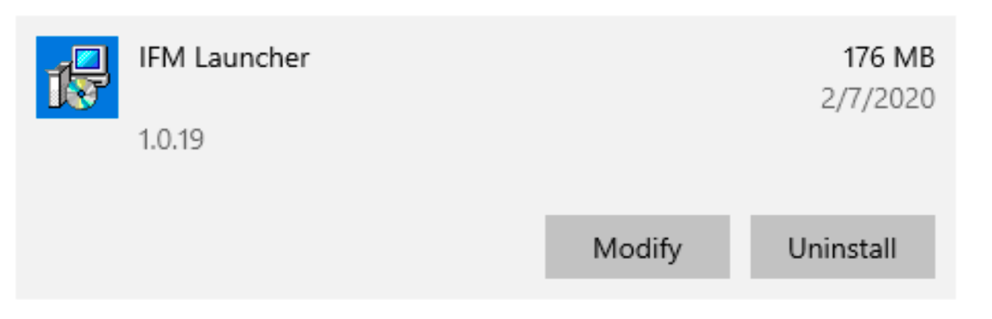 IFM Launcher 176 MB
2/7/2020
1.0.19
Modify Uninstall